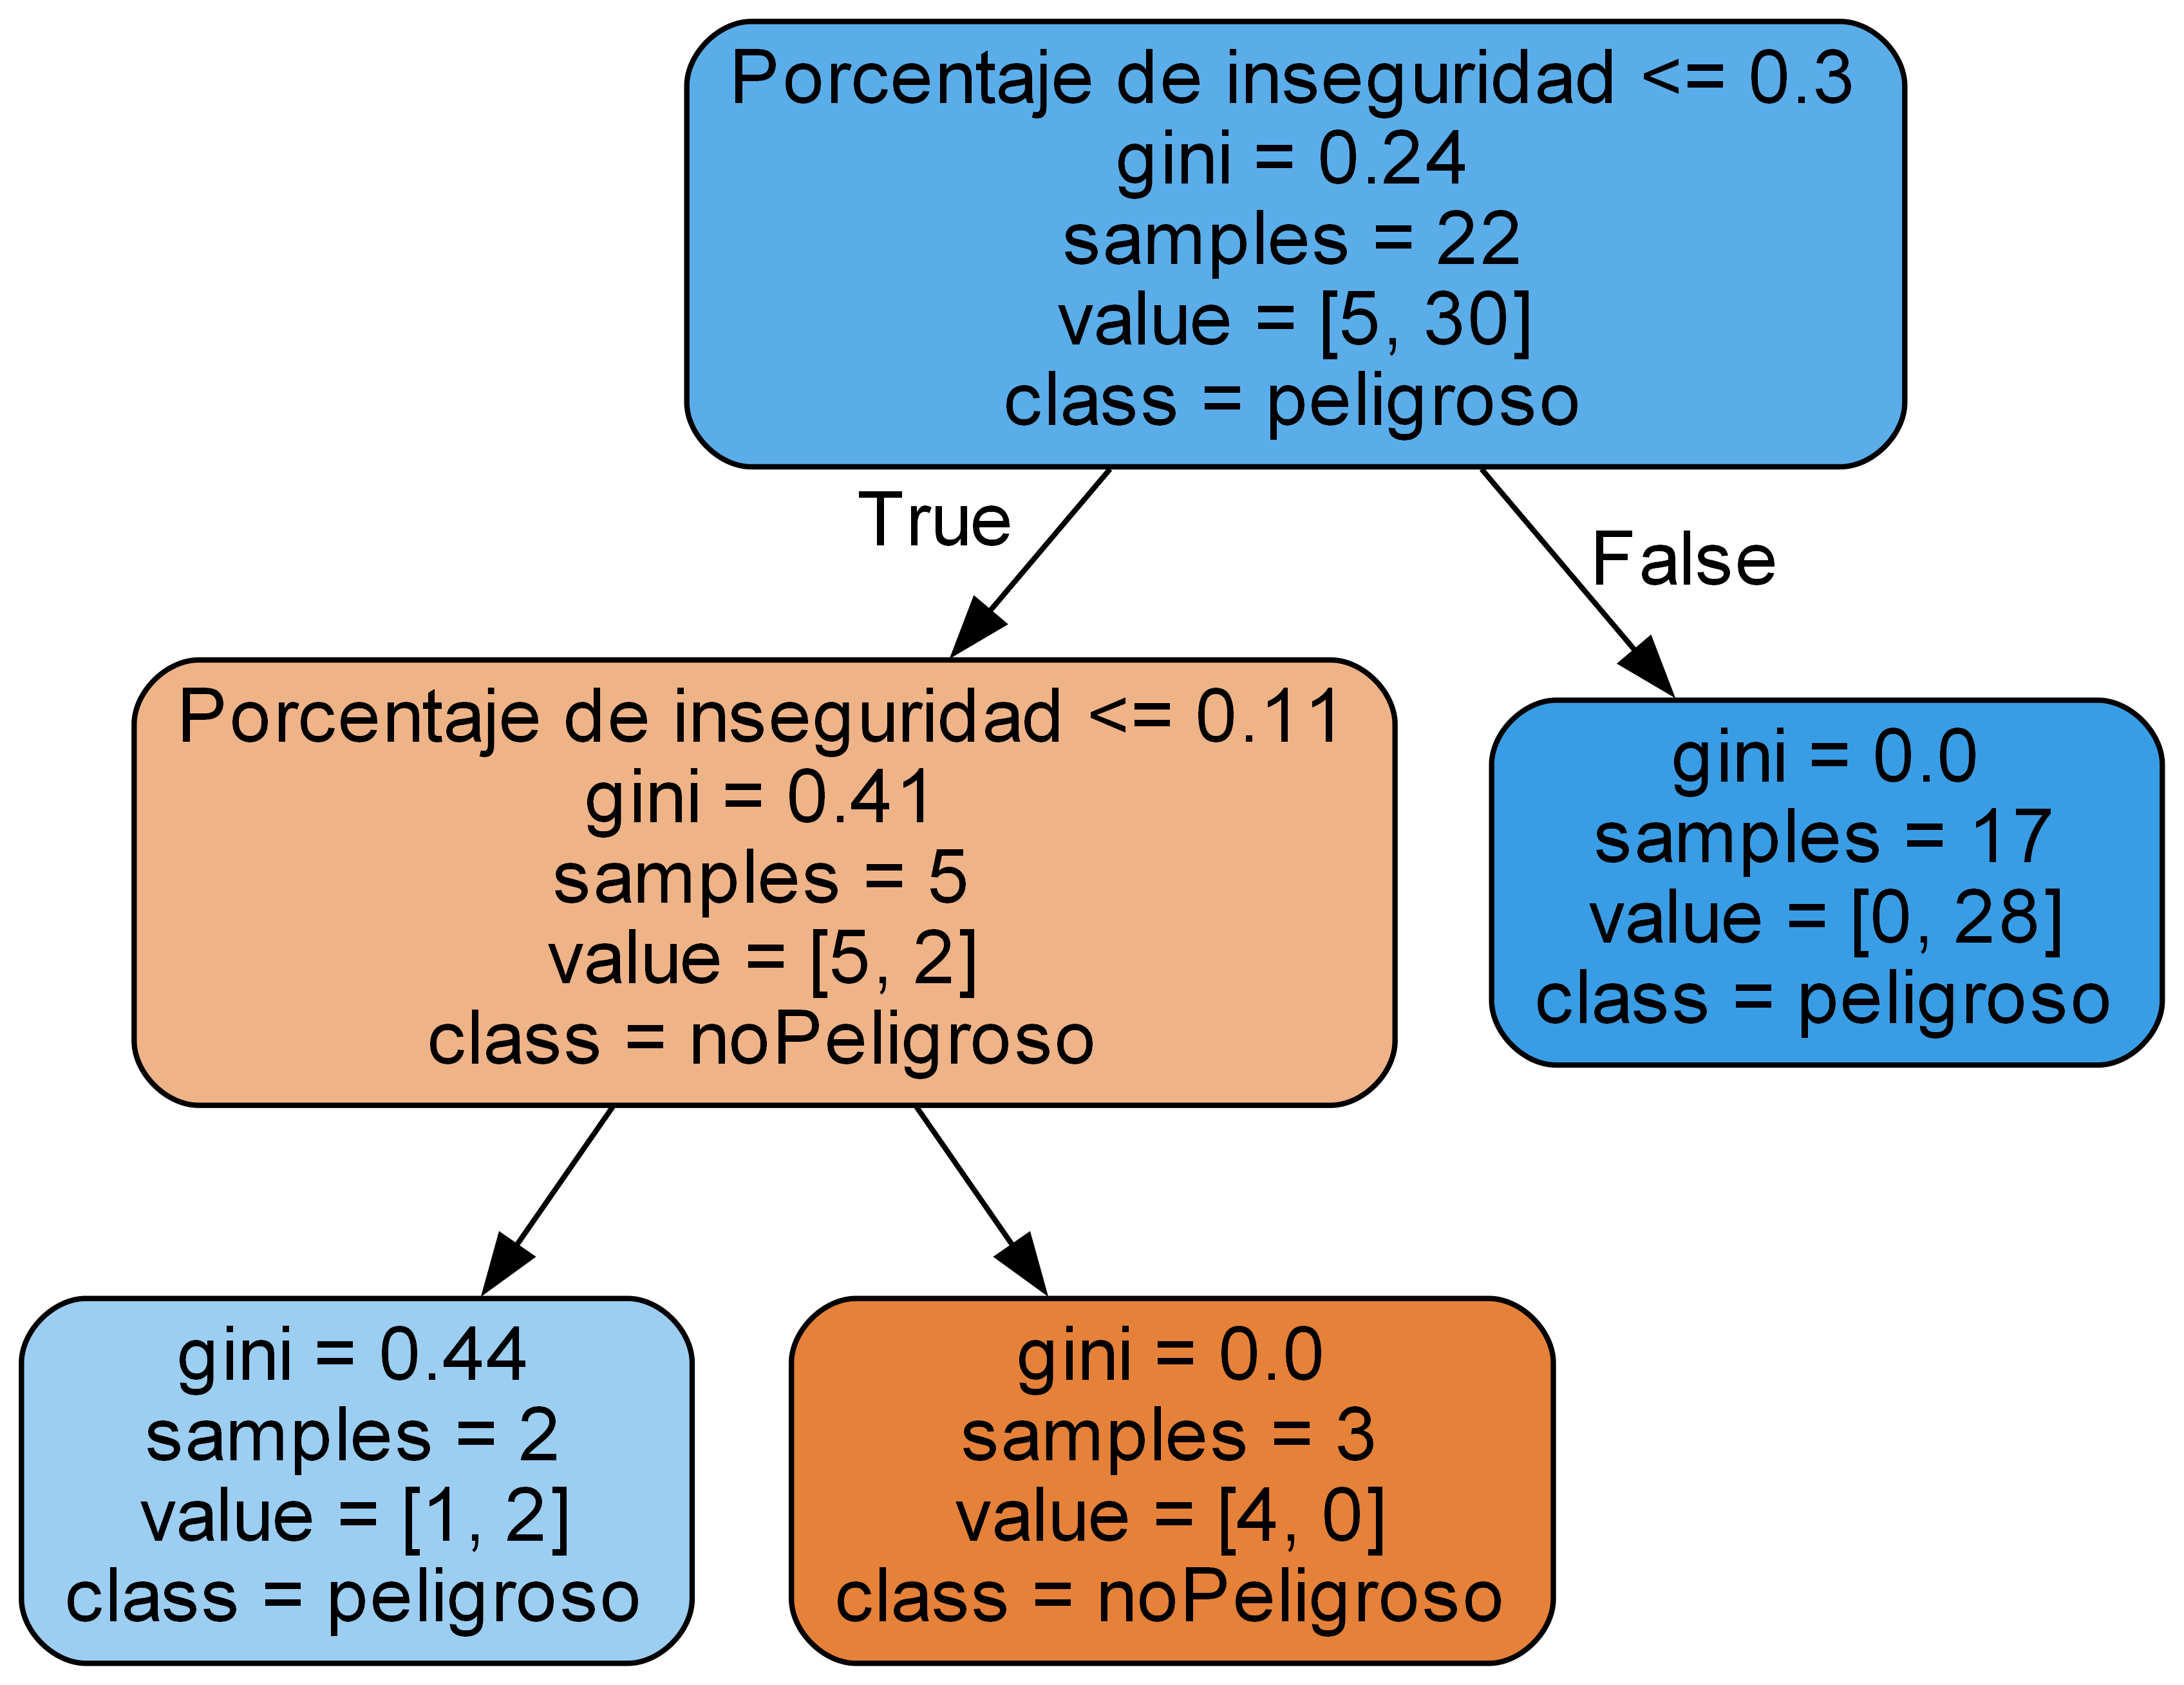 Porcentaje de inseguridad <= 0.3
gini = 0.24
samples = 22
value = [5, 30]
class = peligroso
True
False
Porcentaje de inseguridad <= 0.11
gini = 0.41
samples = 5
value = [5, 2]
class = noPeligroso
gini = 0.0
samples = 17
value = [0, 28]
class = peligroso
gini = 0.44
samples = 2
value = [1, 2]
class = peligroso
gini = 0.0
samples = 3
value = [4, 0]
class = noPeligroso